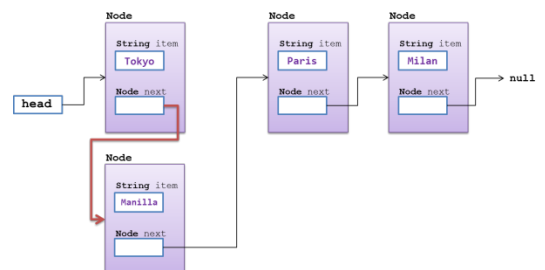 Node
String item
Tokyo
Node next
head
Node
String item
Paris
Node next
Node
String item
Milan
Node next
null
Node
String item
Manilla
Node next